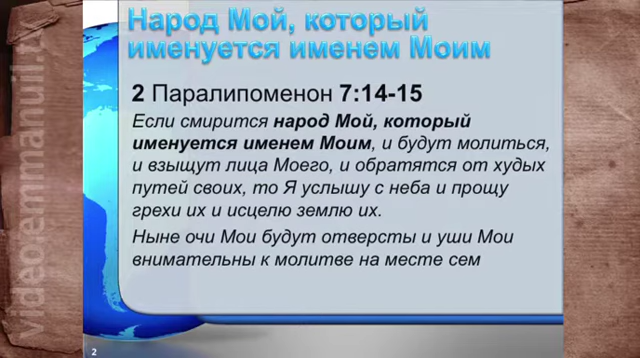 Народ Мой, который
именуется именем Моим
2 Паралипоменон 7:14-15
Если смирится народ Мой, который
именуется именем Моим, и будут молиться,
и взыщут лица Моего, и обратятся от худых
путей своих, то Я услышу с неба и прощу
грехи их и исцелю землю их.
Ныне очи Мои будут отверсты и уши Мои
внимательны к молитве на месте сем
2
video.emmanuil.t